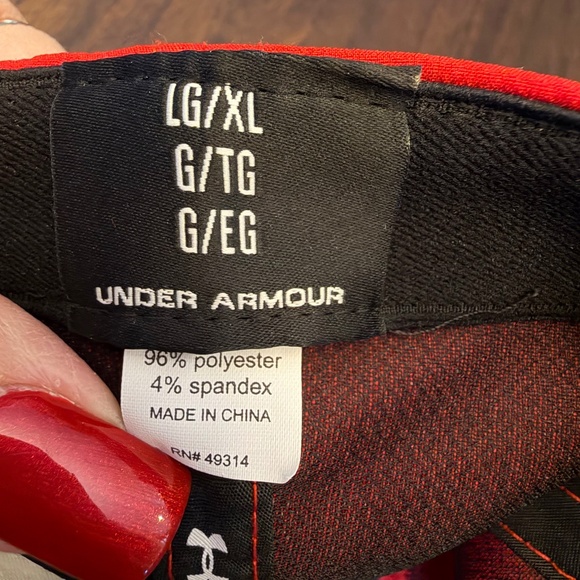 LG/XL
G/TG
G/EG
UNDER ARMOUR
96% polyester
4% spandex
MADE IN CHINA
RN# 49314